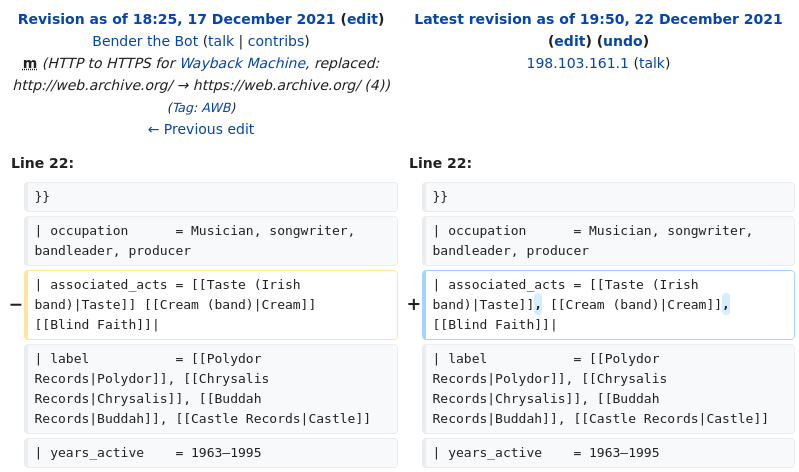 Revision as of 18:25, 17 December 2021 (edit)
Bender the Bot (talk | contribs)
m (HTTP to HTTPS for Wayback Machine, replaced:
http://web.archive.org/ → https://web.archive.org/ (4))
(Tag: AWB)
← Previous edit
Latest revision as of 19:50, 22 December 2021
(edit) (undo)
198.103.161.1 (talk)
Line 22:
Line 22:
}}
}}
| occupation      = Musician, songwriter,
bandleader, producer
| occupation      = Musician, songwriter,
bandleader, producer
−
| associated_acts = [[Taste (Irish
band)|Taste]] [[Cream (band)|Cream]]
[[Blind Faith]]|
+
| associated_acts = [[Taste (Irish
band)|Taste]], [[Cream (band)|Cream]],
[[Blind Faith]]|
| label           = [[Polydor
Records|Polydor]], [[Chrysalis
Records|Chrysalis]], [[Buddah
Records|Buddah]], [[Castle Records|Castle]]
| label           = [[Polydor
Records|Polydor]], [[Chrysalis
Records|Chrysalis]], [[Buddah
Records|Buddah]], [[Castle Records|Castle]]
| years_active    = 1963–1995
| years_active    = 1963–1995